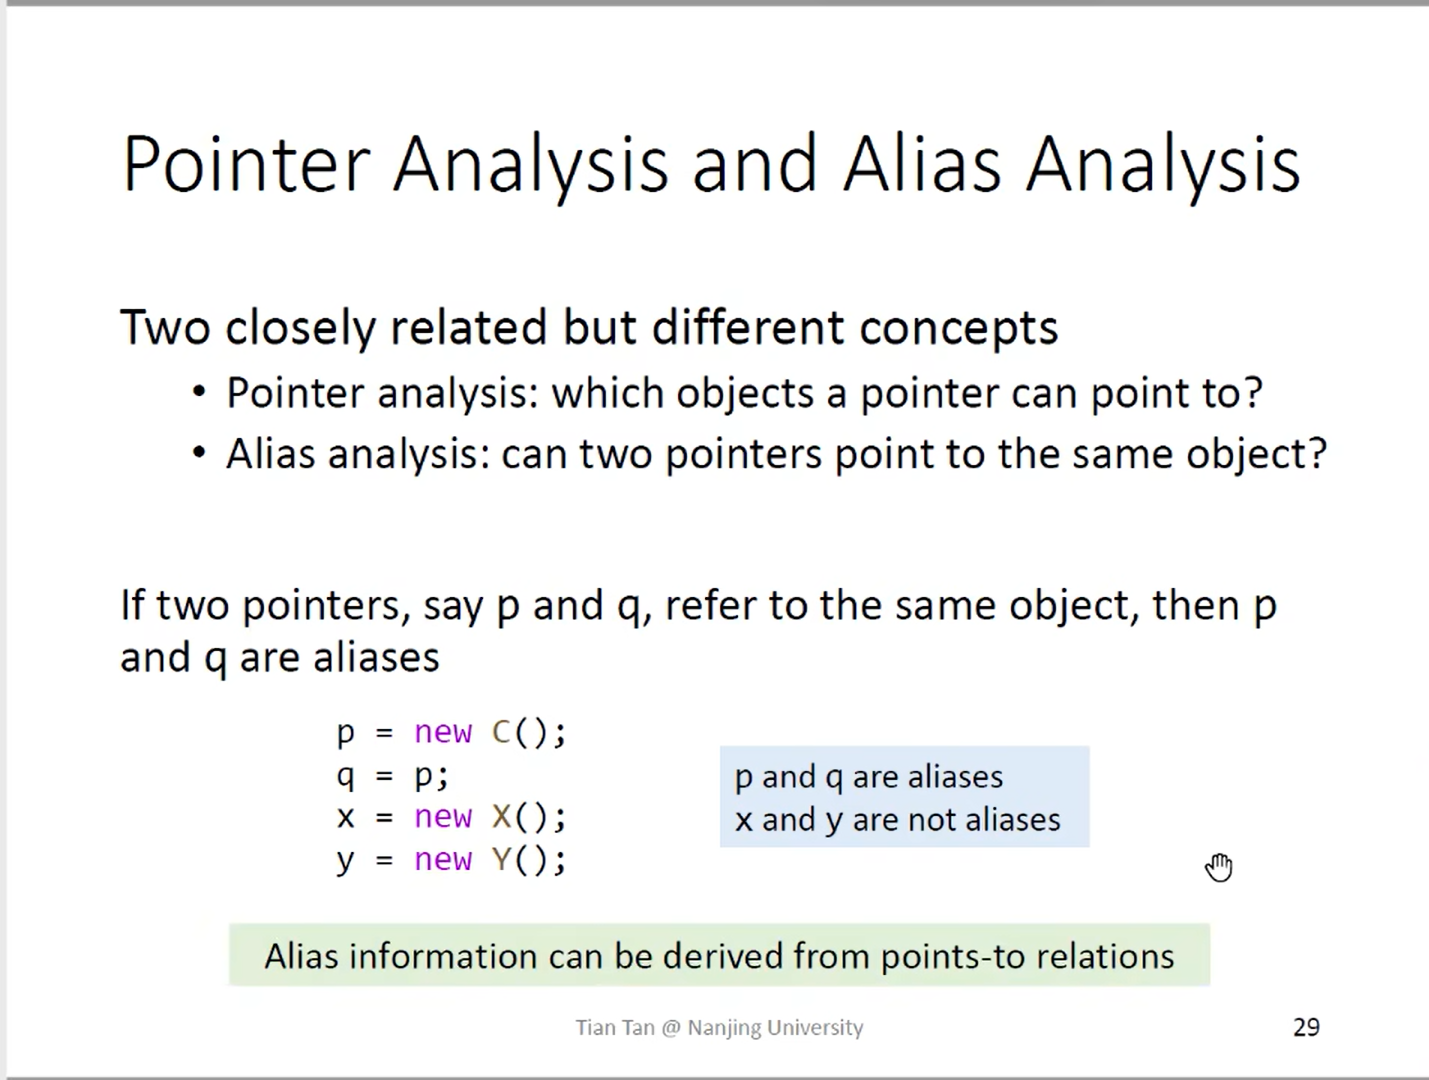 Pointer Analysis and Alias Analysis
Two closely related but different concepts
• Pointer analysis: which objects a pointer can point to?
• Alias analysis: can two pointers point to the same object?
If two pointers, say p and q, refer to the same object, then p
and q are aliases
p = new C();
q = p;
x = new X();
y = new Y();
p and q are aliases
x and y are not aliases
Alias information can be derived from points-to relations
Tian Tan @ Nanjing University
29